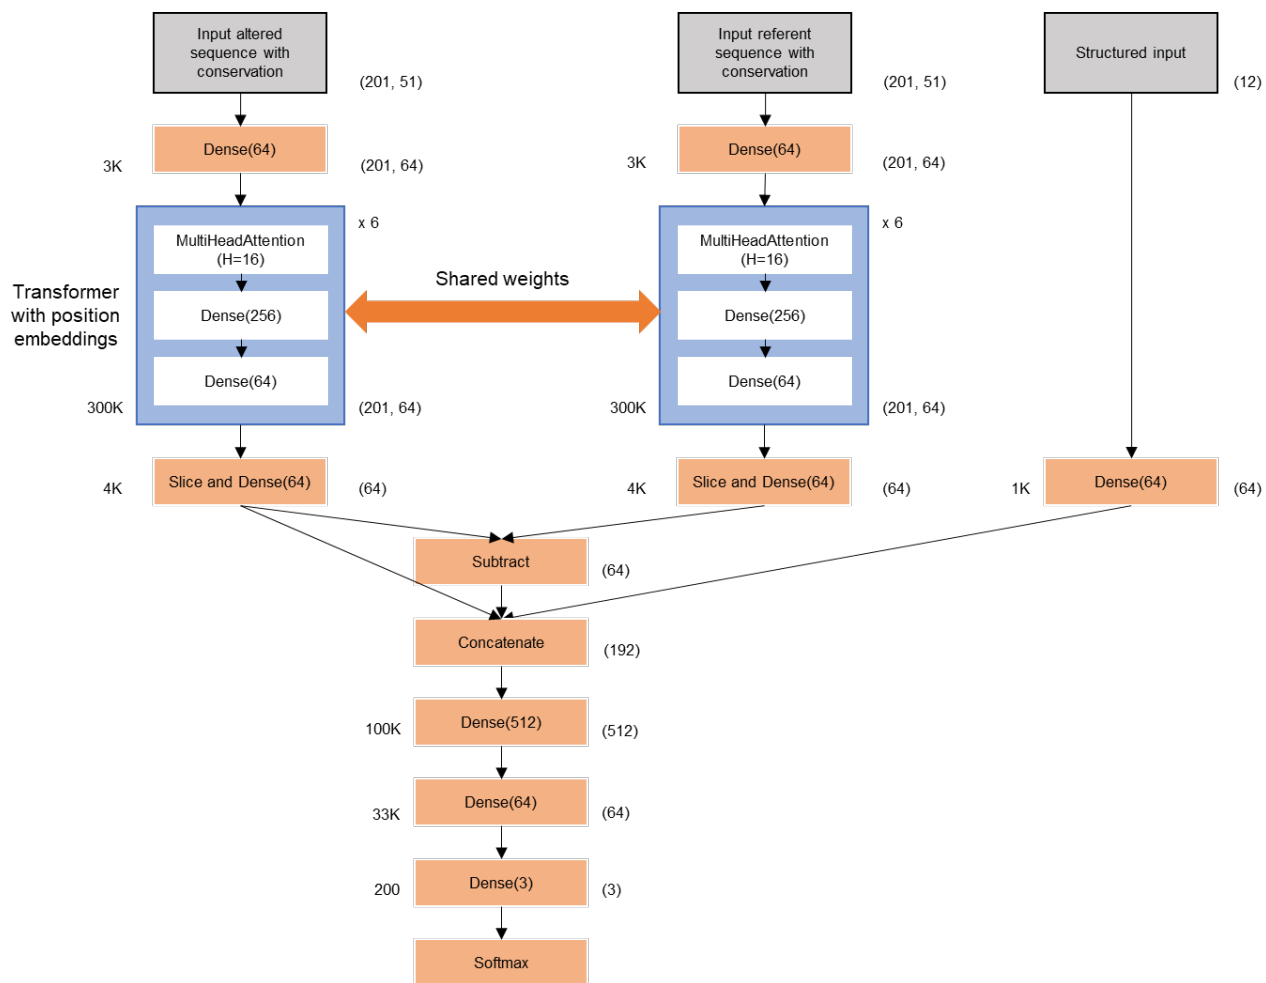 Input altered
sequence with
conservation
(201, 51)
Input referent
sequence with
conservation
(201, 51)
Structured input
(12)
Dense(64)
3K
(201, 64)
Dense(64)
3K
(201, 64)
x 6
MultiHeadAttention
(H=16)
Dense(256)
Dense(64)
Transformer
with position
embeddings
300K
(201, 64)
Shared weights
x 6
MultiHeadAttention
(H=16)
Dense(256)
Dense(64)
300K
(201, 64)
Slice and Dense(64)
4K
(64)
Slice and Dense(64)
4K
(64)
Dense(64)
1K
(64)
Subtract
(64)
Concatenate
(192)
Dense(512)
100K
(512)
Dense(64)
33K
(64)
Dense(3)
200
(3)
Softmax